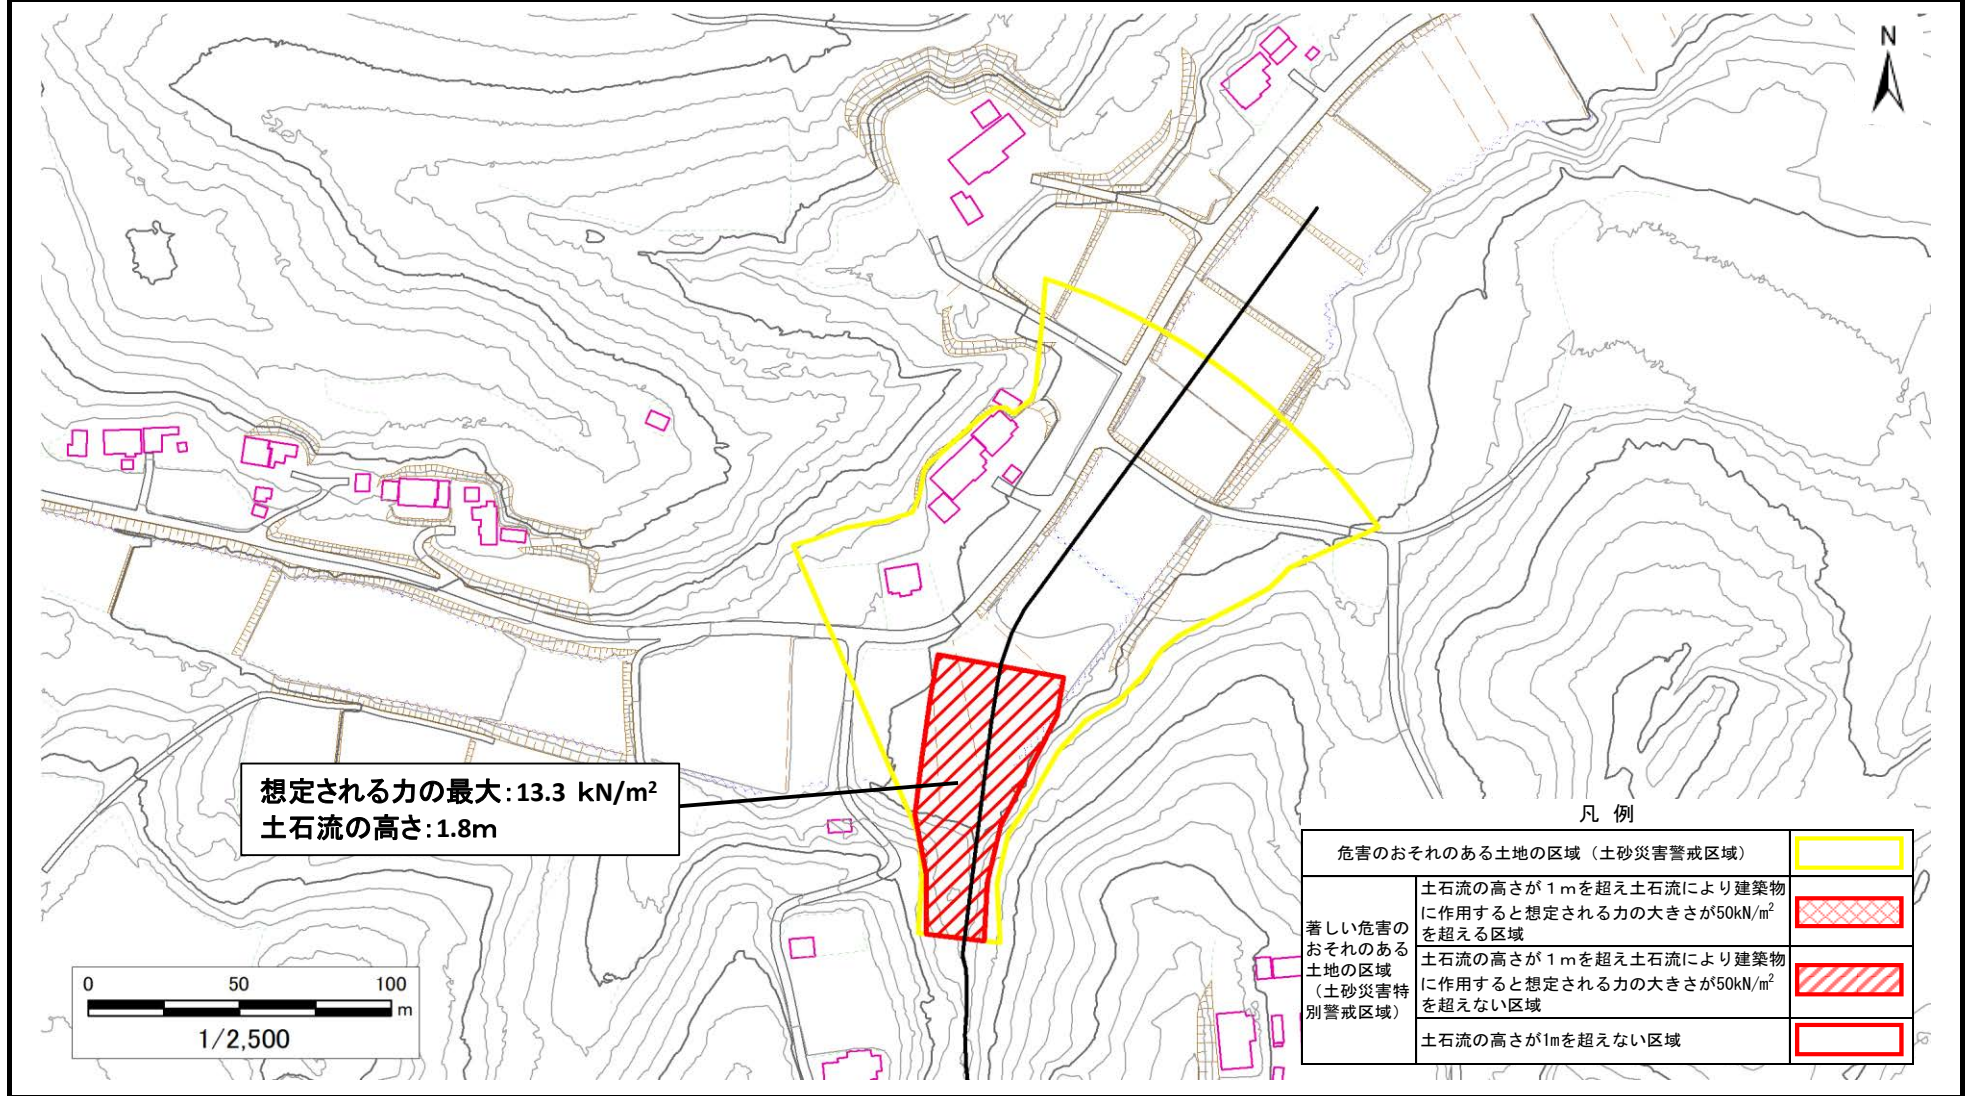 N
想定される力の最大:13.3 kN/m²
土石流の高さ:1.8m
凡 例
危害のおそれのある土地の区域（土砂災害警戒区域）
著しい危害の
おそれのある
土地の区域
（土砂災害特
別警戒区域）
土石流の高さが１ｍを超え土石流により建築物
に作用すると想定される力の大きさが50kN/㎡
を超える区域
土石流の高さが１ｍを超え土石流により建築物
に作用すると想定される力の大きさが50kN/㎡
を超えない区域
土石流の高さが1mを超えない区域
0 50 100
m
1/2,500